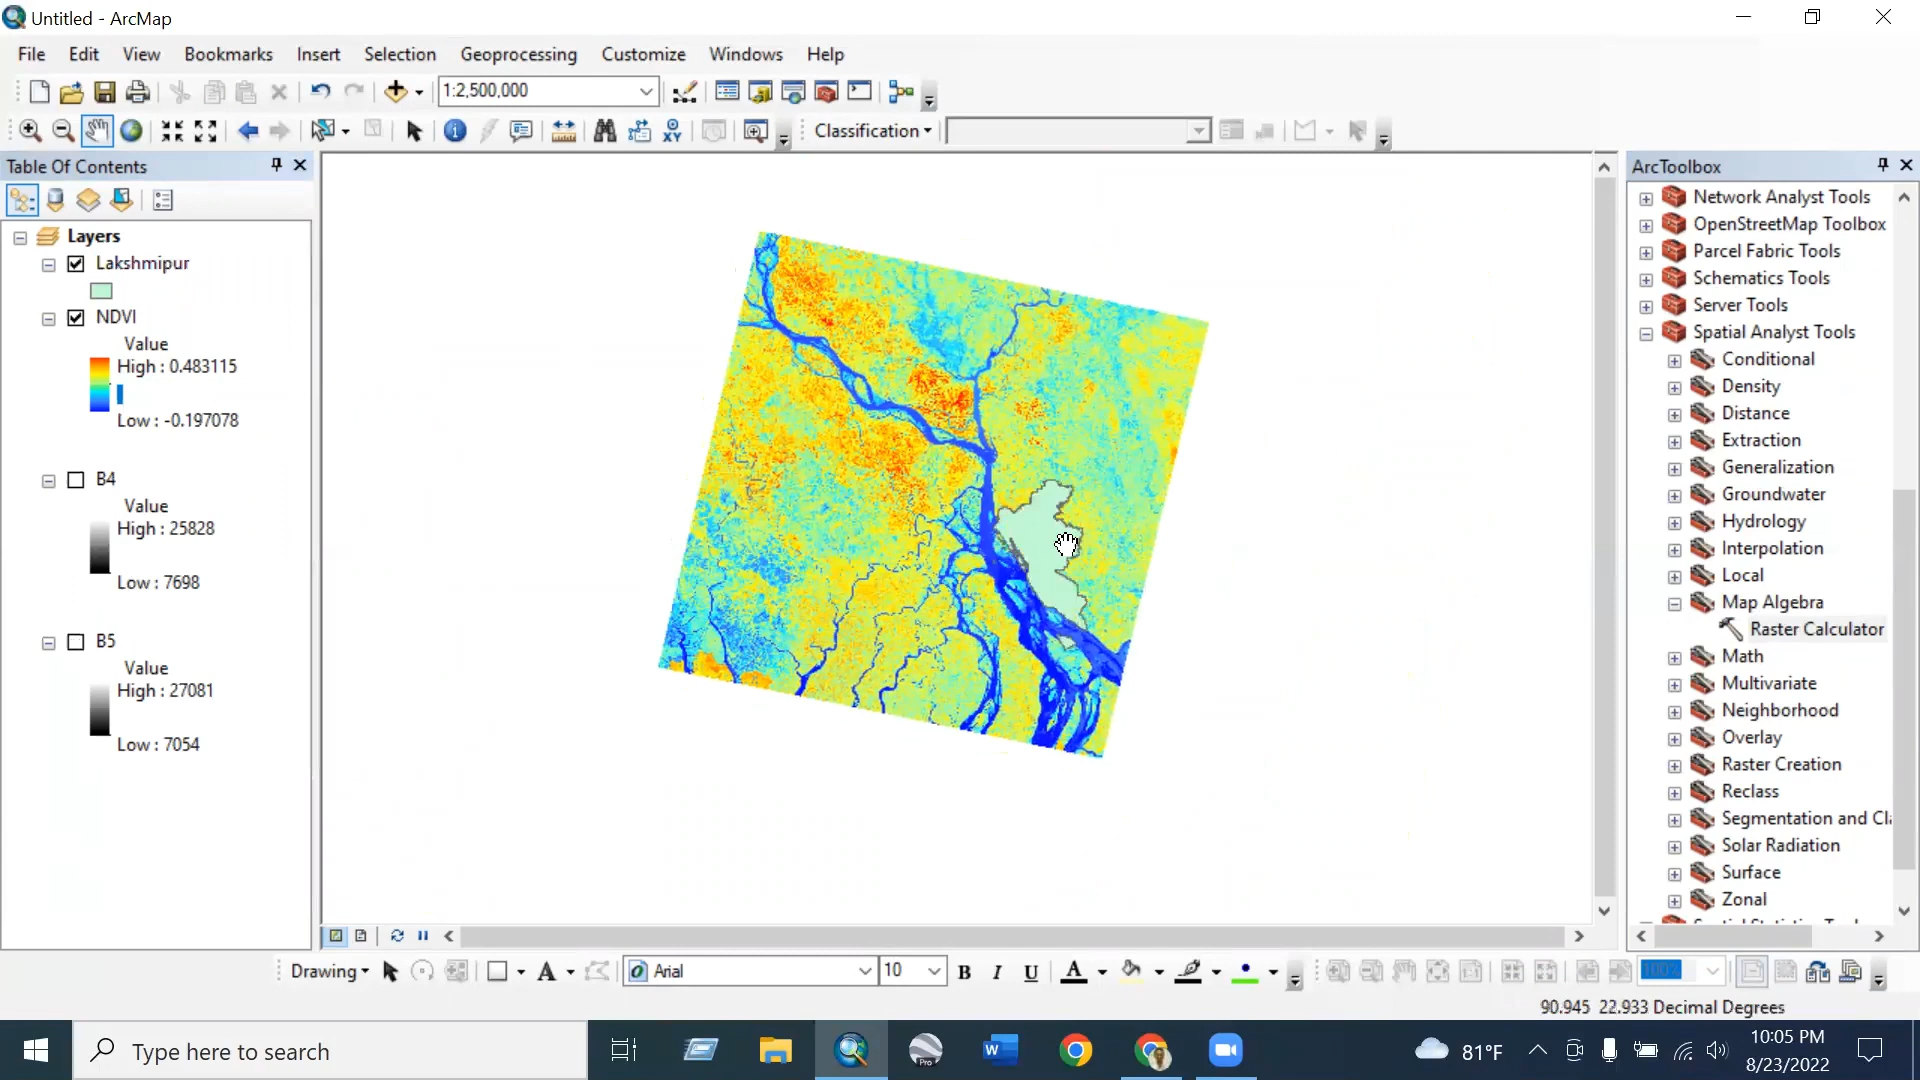 Untitled - ArcMap
File Edit View Bookmarks Insert Selection Geoprocessing Customize Windows Help
1:2,500,000
Classification
Table Of Contents
Layers
Lakshmipur
NDVI
Value
High : 0.483115
Low : -0.197078
B4
Value
High : 25828
Low : 7698
B5
Value
High : 27081
Low : 7054
ArcToolbox
Network Analyst Tools
OpenStreetMap Toolbox
Parcel Fabric Tools
Schematics Tools
Server Tools
Spatial Analyst Tools
Conditional
Density
Distance
Extraction
Generalization
Groundwater
Hydrology
Interpolation
Local
Map Algebra
Raster Calculator
Math
Multivariate
Neighborhood
Overlay
Raster Creation
Reclass
Segmentation and Cl
Solar Radiation
Surface
Zonal
Drawing A Arial 10 B I U A 100%
90.945 22.933 Decimal Degrees
Type here to search
Pro
W
81°F
10:05 PM
8/23/2022